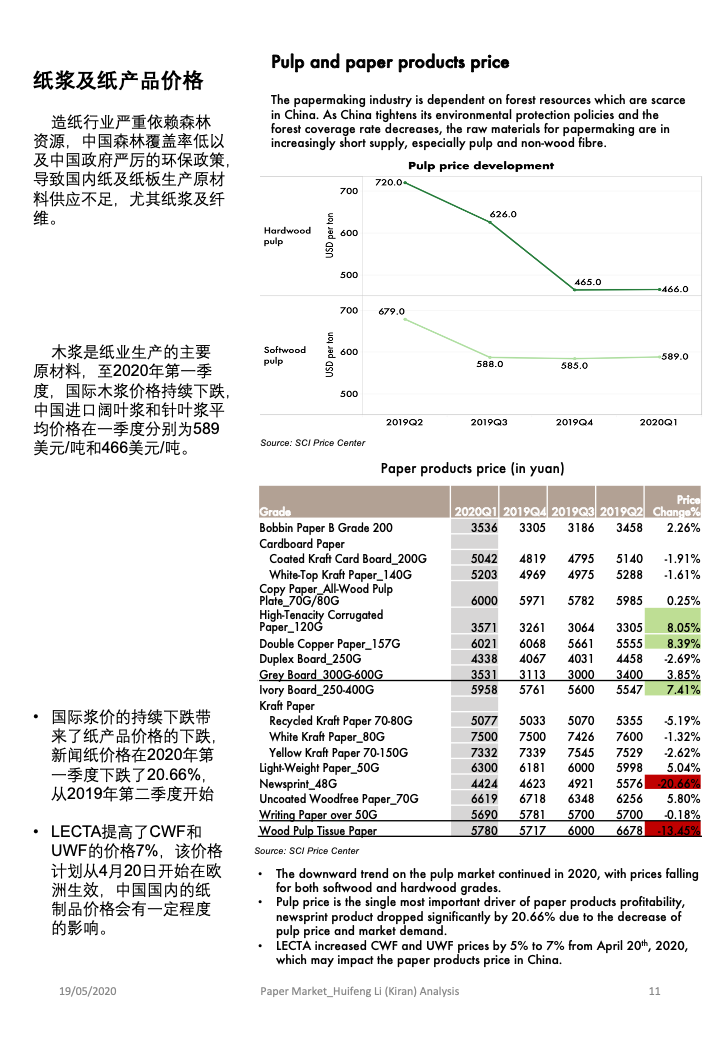 纸浆及纸产品价格
造纸行业严重依赖森林
资源，中国森林覆盖率低以
及中国政府严厉的环保政策，
导致国内纸及纸板生产原材
料供应不足，尤其纸浆及纤
维。
木浆是纸业生产的主要
原材料，至2020年第一季
度，国际木浆价格持续下跌，
中国进口阔叶浆和针叶浆平
均价格在一季度分别为589
美元/吨和466美元/吨。
• 国际浆价的持续下跌带
来了纸产品价格的下跌，
新闻纸价格在2020年第
一季度下跌了20.66%，
从2019年第二季度开始
• LECTA提高了CWF和
UWF的价格7%，该价格
计划从4月20日开始在欧
洲生效，中国国内的纸
制品价格会有一定程度
的影响。
Pulp and paper products price
The papermaking industry is dependent on forest resources which are scarce
in China. As China tightens its environmental protection policies and the
forest coverage rate decreases, the raw materials for papermaking are in
increasingly short supply, especially pulp and non-wood fibre.
Pulp price development
Hardwood
pulp
USD per ton
700
600
500
720.0
626.0
465.0
466.0
Softwood
pulp
USD per ton
700
600
500
679.0
588.0
585.0
589.0
2019Q2 2019Q3 2019Q4 2020Q1
Source: SCI Price Center
Paper products price (in yuan)
Price
Grade 2020Q1 2019Q4 2019Q3 2019Q2 Change%
Bobbin Paper B Grade 200 3536 3305 3186 3458 2.26%
Cardboard Paper
Coated Kraft Card Board_200G 5042 4819 4795 5140 -1.91%
White-Top Kraft Paper_140G 5203 4969 4975 5288 -1.61%
Copy Paper_All-Wood Pulp
Plate_70G/80G 6000 5971 5782 5985 0.25%
High-Tenacity Corrugated
Paper_120G 3571 3261 3064 3305 8.05%
Double Copper Paper_157G 6021 6068 5661 5555 8.39%
Duplex Board_250G 4338 4067 4031 4458 -2.69%
Grey Board_300G-600G 3531 3113 3000 3400 3.85%
Ivory Board_250-400G 5958 5761 5600 5547 7.41%
Kraft Paper
Recycled Kraft Paper 70-80G 5077 5033 5070 5355 -5.19%
White Kraft Paper_80G 7500 7500 7426 7600 -1.32%
Yellow Kraft Paper 70-150G 7332 7339 7545 7529 -2.62%
Light-Weight Paper_50G 6300 6181 6000 5998 5.04%
Newsprint_48G 4424 4623 4921 5576 -20.66%
Uncoated Woodfree Paper_70G 6619 6718 6348 6256 5.80%
Writing Paper over 50G 5690 5781 5700 5700 -0.18%
Wood Pulp Tissue Paper 5780 5717 6000 6678 -13.45%
Source: SCI Price Center
• The downward trend on the pulp market continued in 2020, with prices falling
for both softwood and hardwood grades.
• Pulp price is the single most important driver of paper products profitability,
newsprint product dropped significantly by 20.66% due to the decrease of
pulp price and market demand.
• LECTA increased CWF and UWF prices by 5% to 7% from April 20th, 2020,
which may impact the paper products price in China.
19/05/2020 Paper Market_Huifeng Li (Kiran) Analysis 11